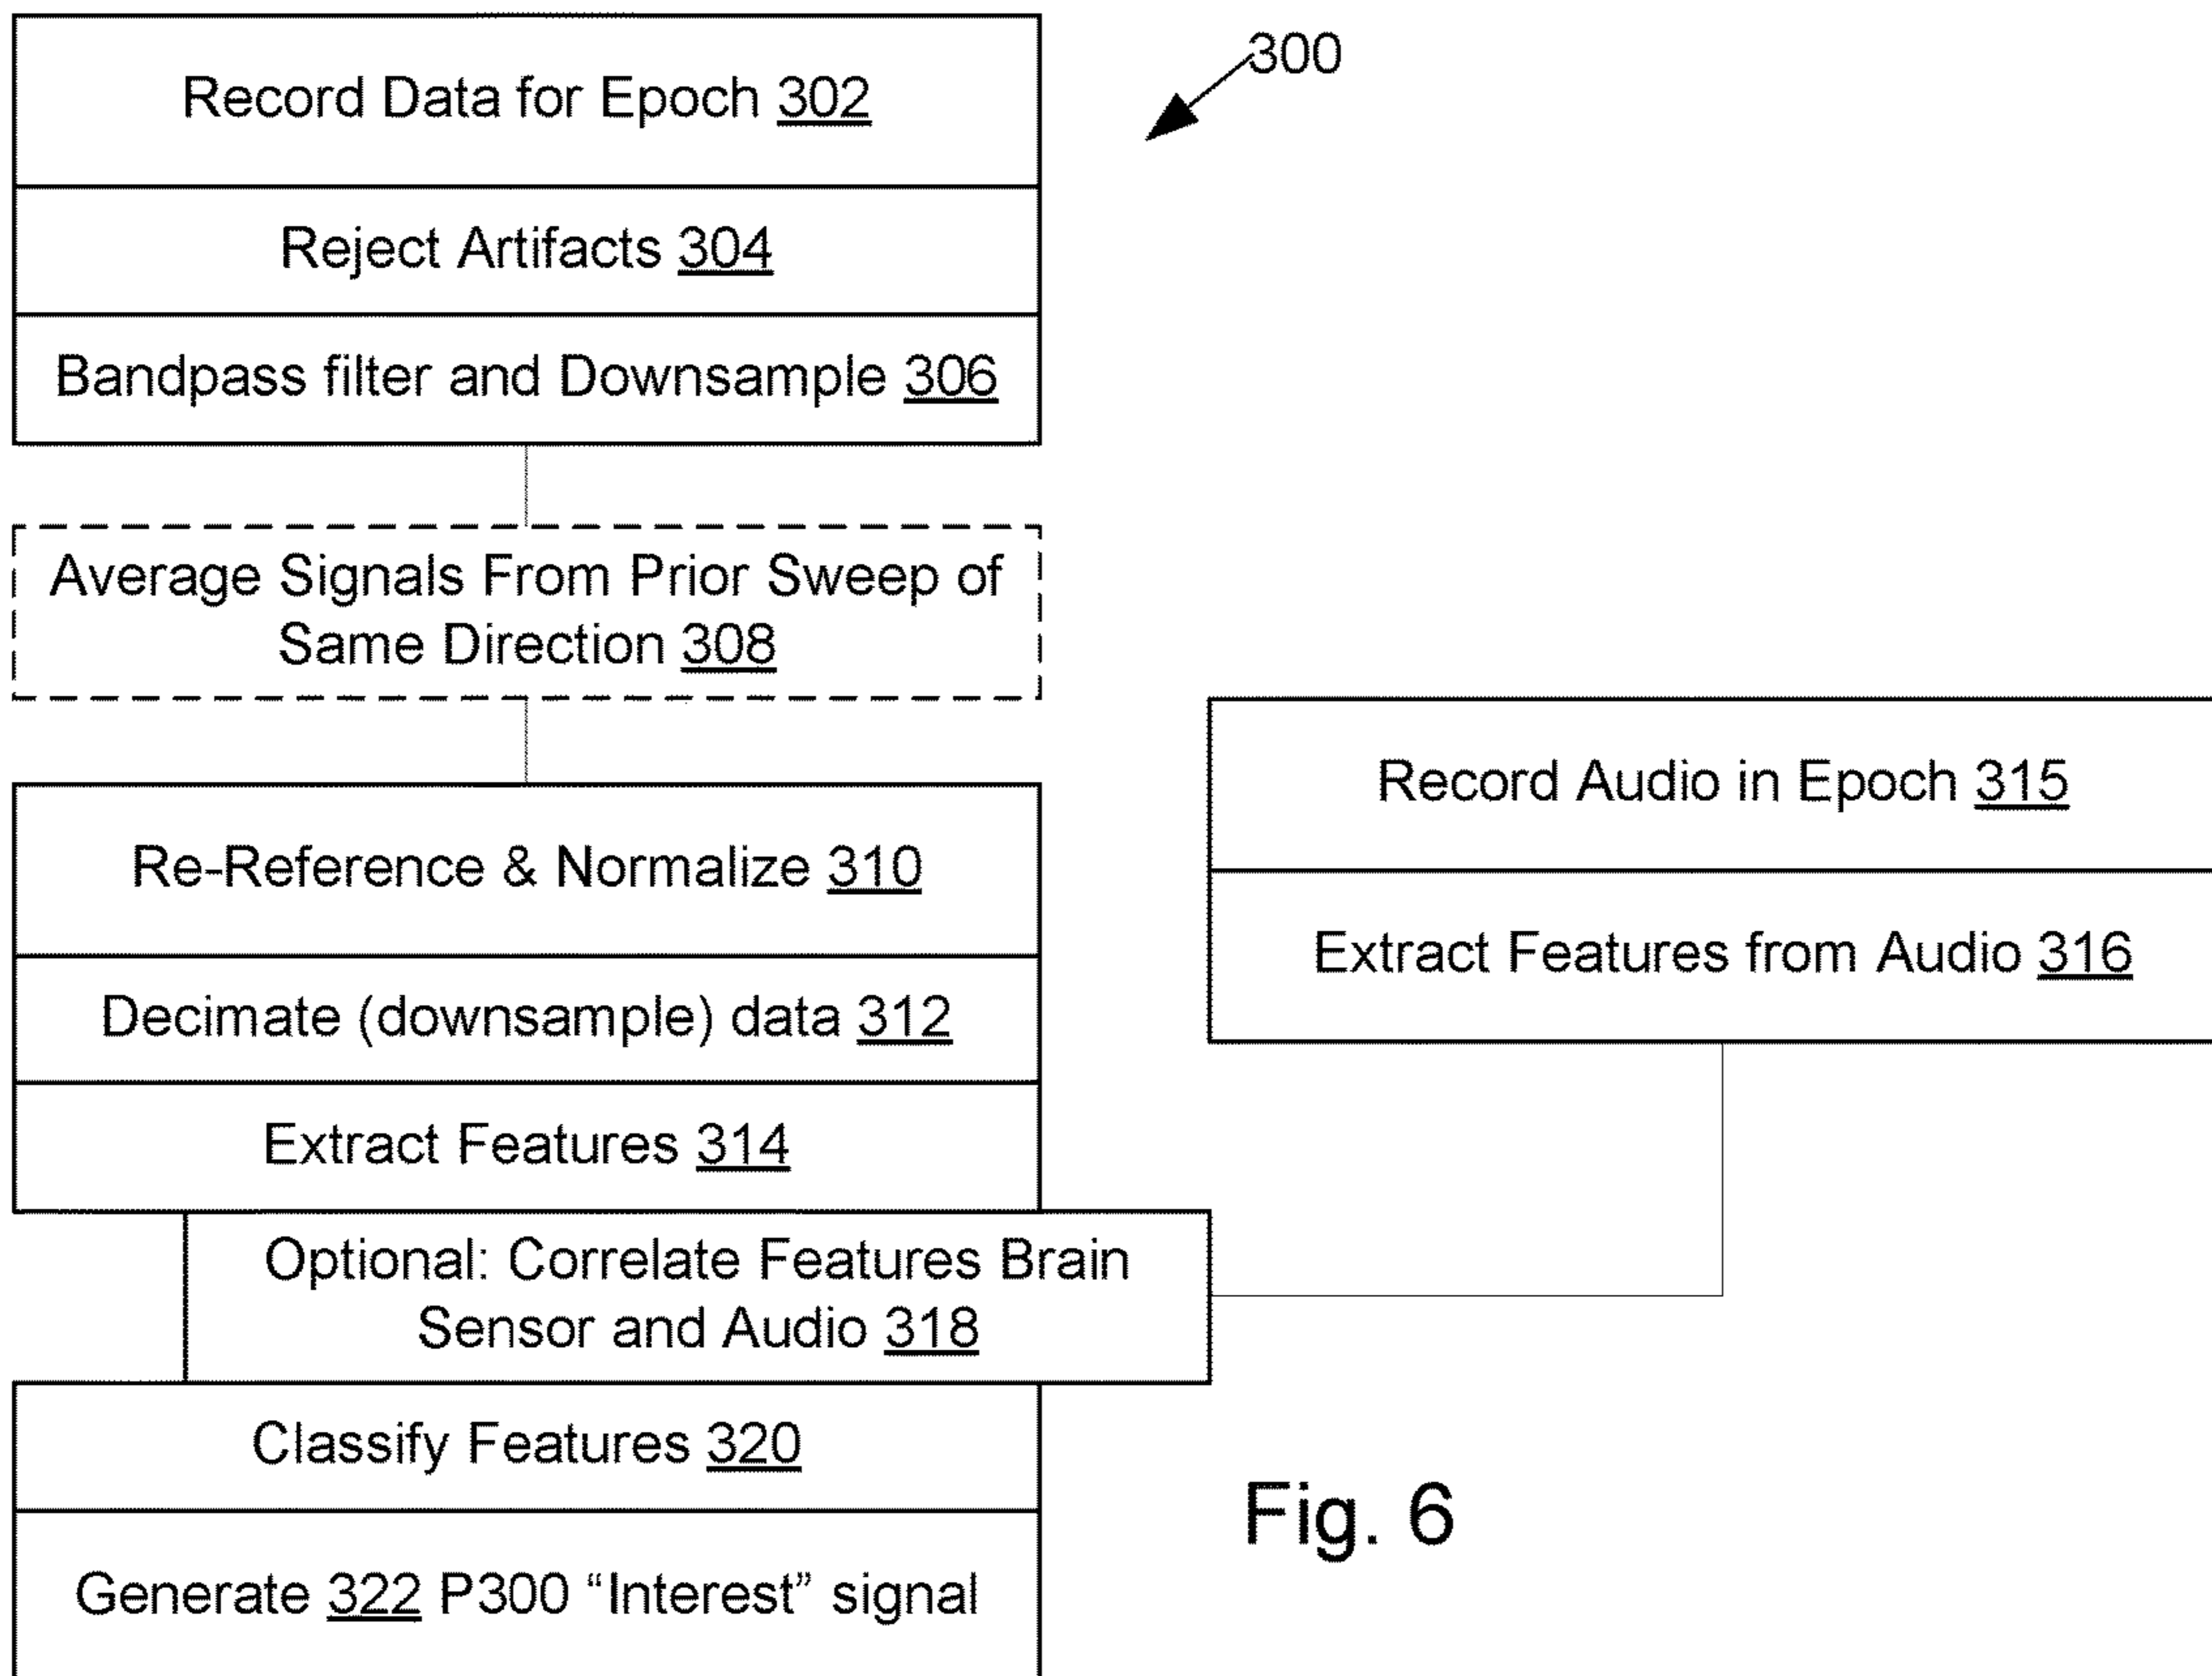 Record Data for Epoch 302
300
Reject Artifacts 304
Bandpass filter and Downsample 306
Average Signals From Prior Sweep of
Same Direction 308
Re-Reference & Normalize 310
Decimate (downsample) data 312
Extract Features 314
Record Audio in Epoch 315
Extract Features from Audio 316
Optional: Correlate Features Brain
Sensor and Audio 318
Classify Features 320
Generate 322 P300 “Interest” signal
Fig. 6